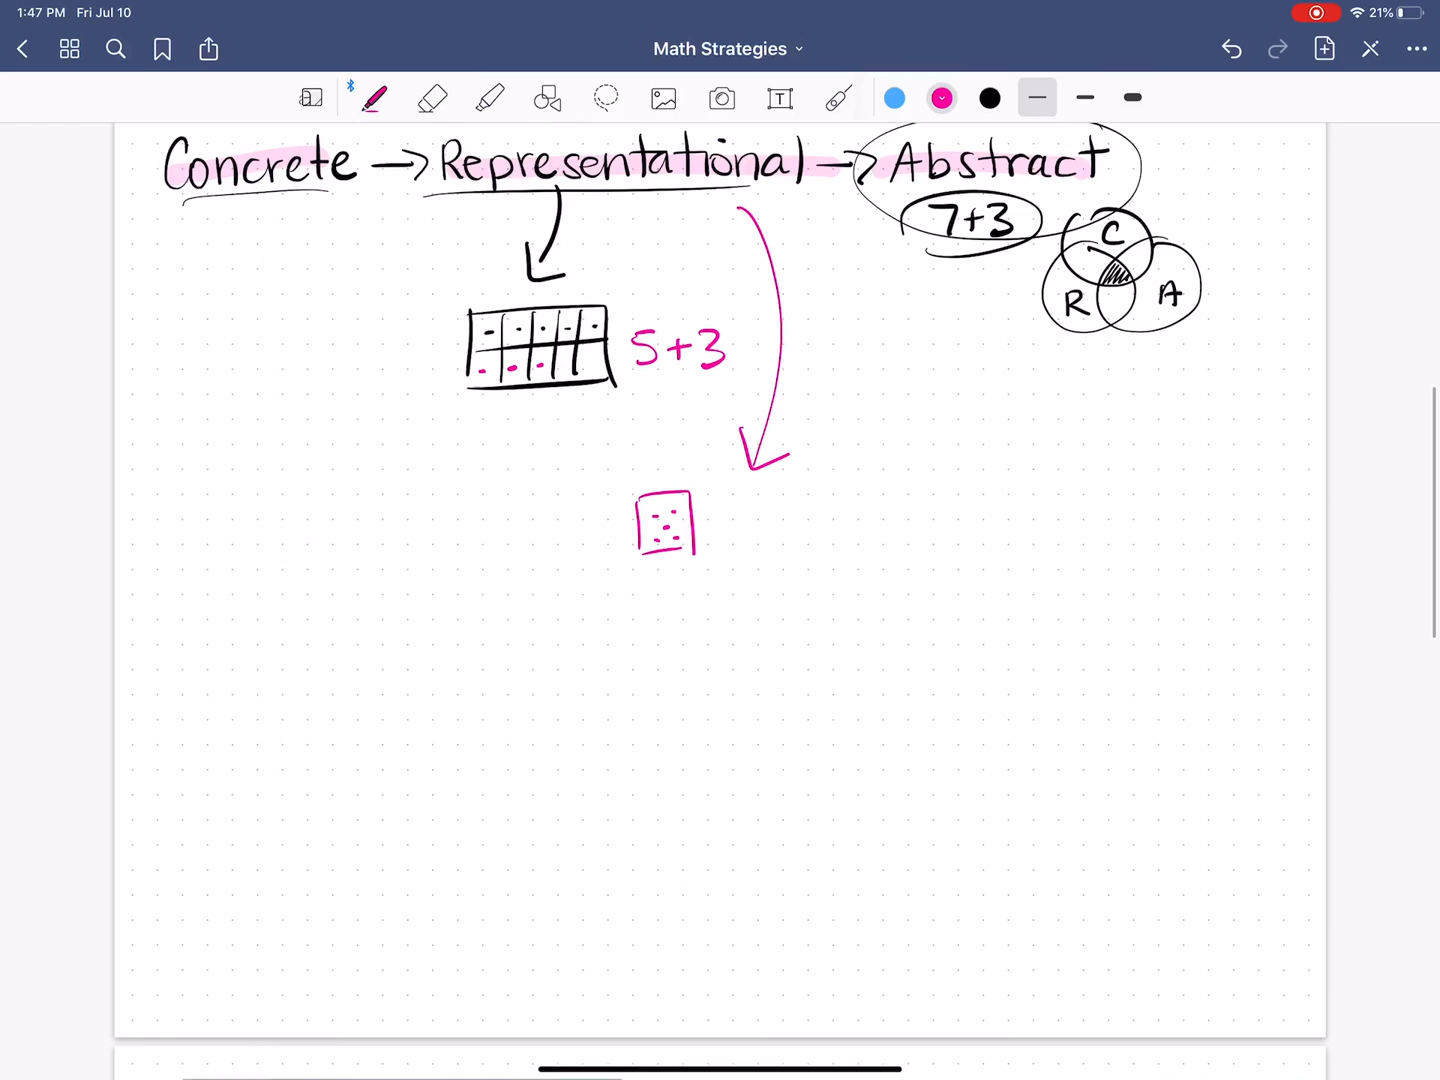 1:47 PM Fri Jul 10
21%
Math Strategies
Concrete → Representational → Abstract
7+3
C
R A
5+3